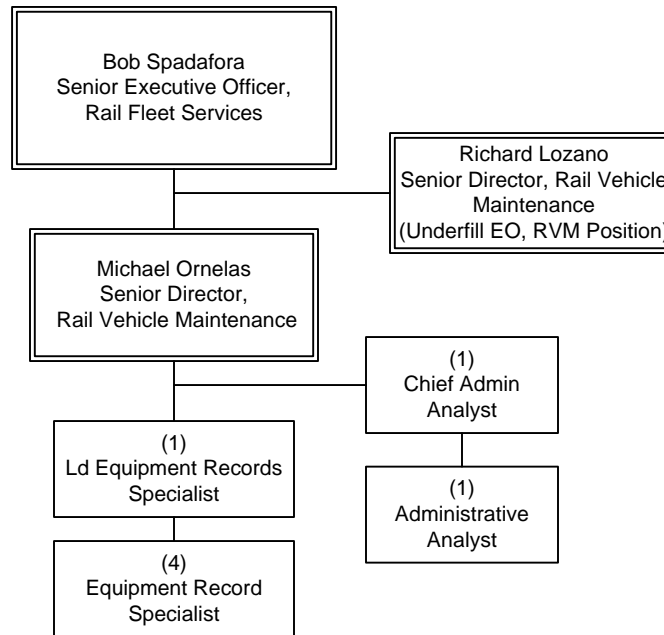 Bob Spadafora
Senior Executive Officer,
Rail Fleet Services
Richard Lozano
Senior Director, Rail Vehicle
Maintenance
(Underfill EO, RVM Position)
Michael Ornelas
Senior Director,
Rail Vehicle Maintenance
(1)
Chief Admin
Analyst
(1)
Ld Equipment Records
Specialist
(1)
Administrative
Analyst
(4)
Equipment Record
Specialist